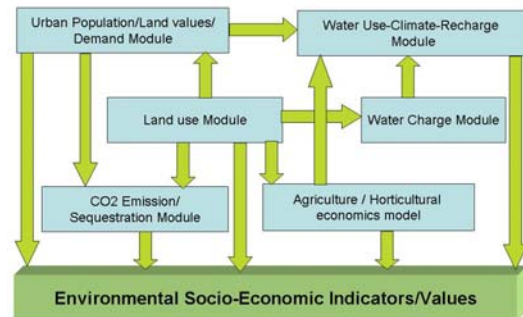 Urban Population/Land values/
Demand Module
Water Use-Climate-Recharge
Module
Land use Module
Water Charge Module
CO2 Emission/
Sequestration Module
Agriculture / Horticultural
economics model
Environmental Socio-Economic Indicators/Values